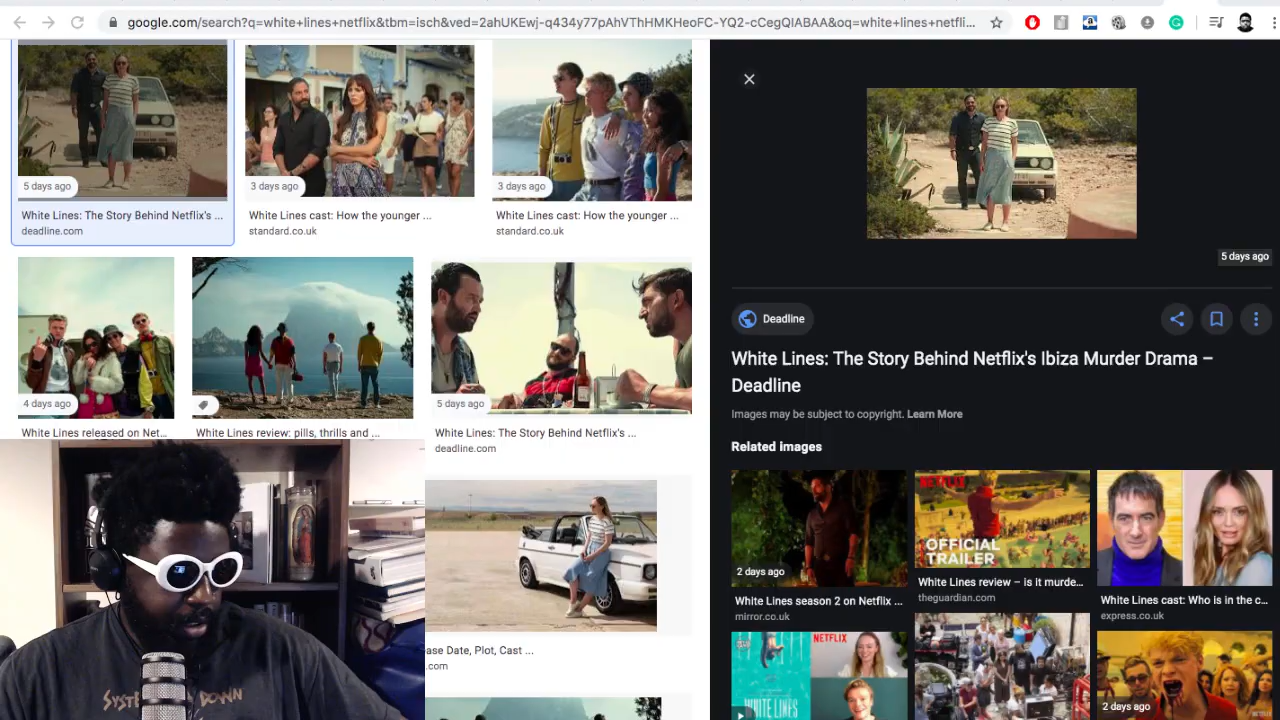 google.com/search?q=white+lines+netflix&tbm=isch&ved=2ahUKEwj-q434y77pAhVThHMKHeoFC-YQ2-cCegQIABAA&oq=white+lines+netfli...
5 days ago
White Lines: The Story Behind Netflix's ...
deadline.com
3 days ago
White Lines cast: How the younger ...
standard.co.uk
3 days ago
White Lines cast: How the younger ...
standard.co.uk
4 days ago
White Lines released on Net...
White Lines review: pills, thrills and ...
5 days ago
White Lines: The Story Behind Netflix's ...
deadline.com
ase Date, Plot, Cast ...
.com
SYSTEM DOWN
5 days ago
Deadline
White Lines: The Story Behind Netflix's Ibiza Murder Drama –
Deadline
Images may be subject to copyright. Learn More
Related images
2 days ago
White Lines season 2 on Netflix ...
mirror.co.uk
NETFLIX
OFFICIAL
TRAILER
White Lines review – is it murde...
theguardian.com
White Lines cast: Who is in the c...
express.co.uk
NETFLIX
WHITE LINES
2 days ago
NETFLIX